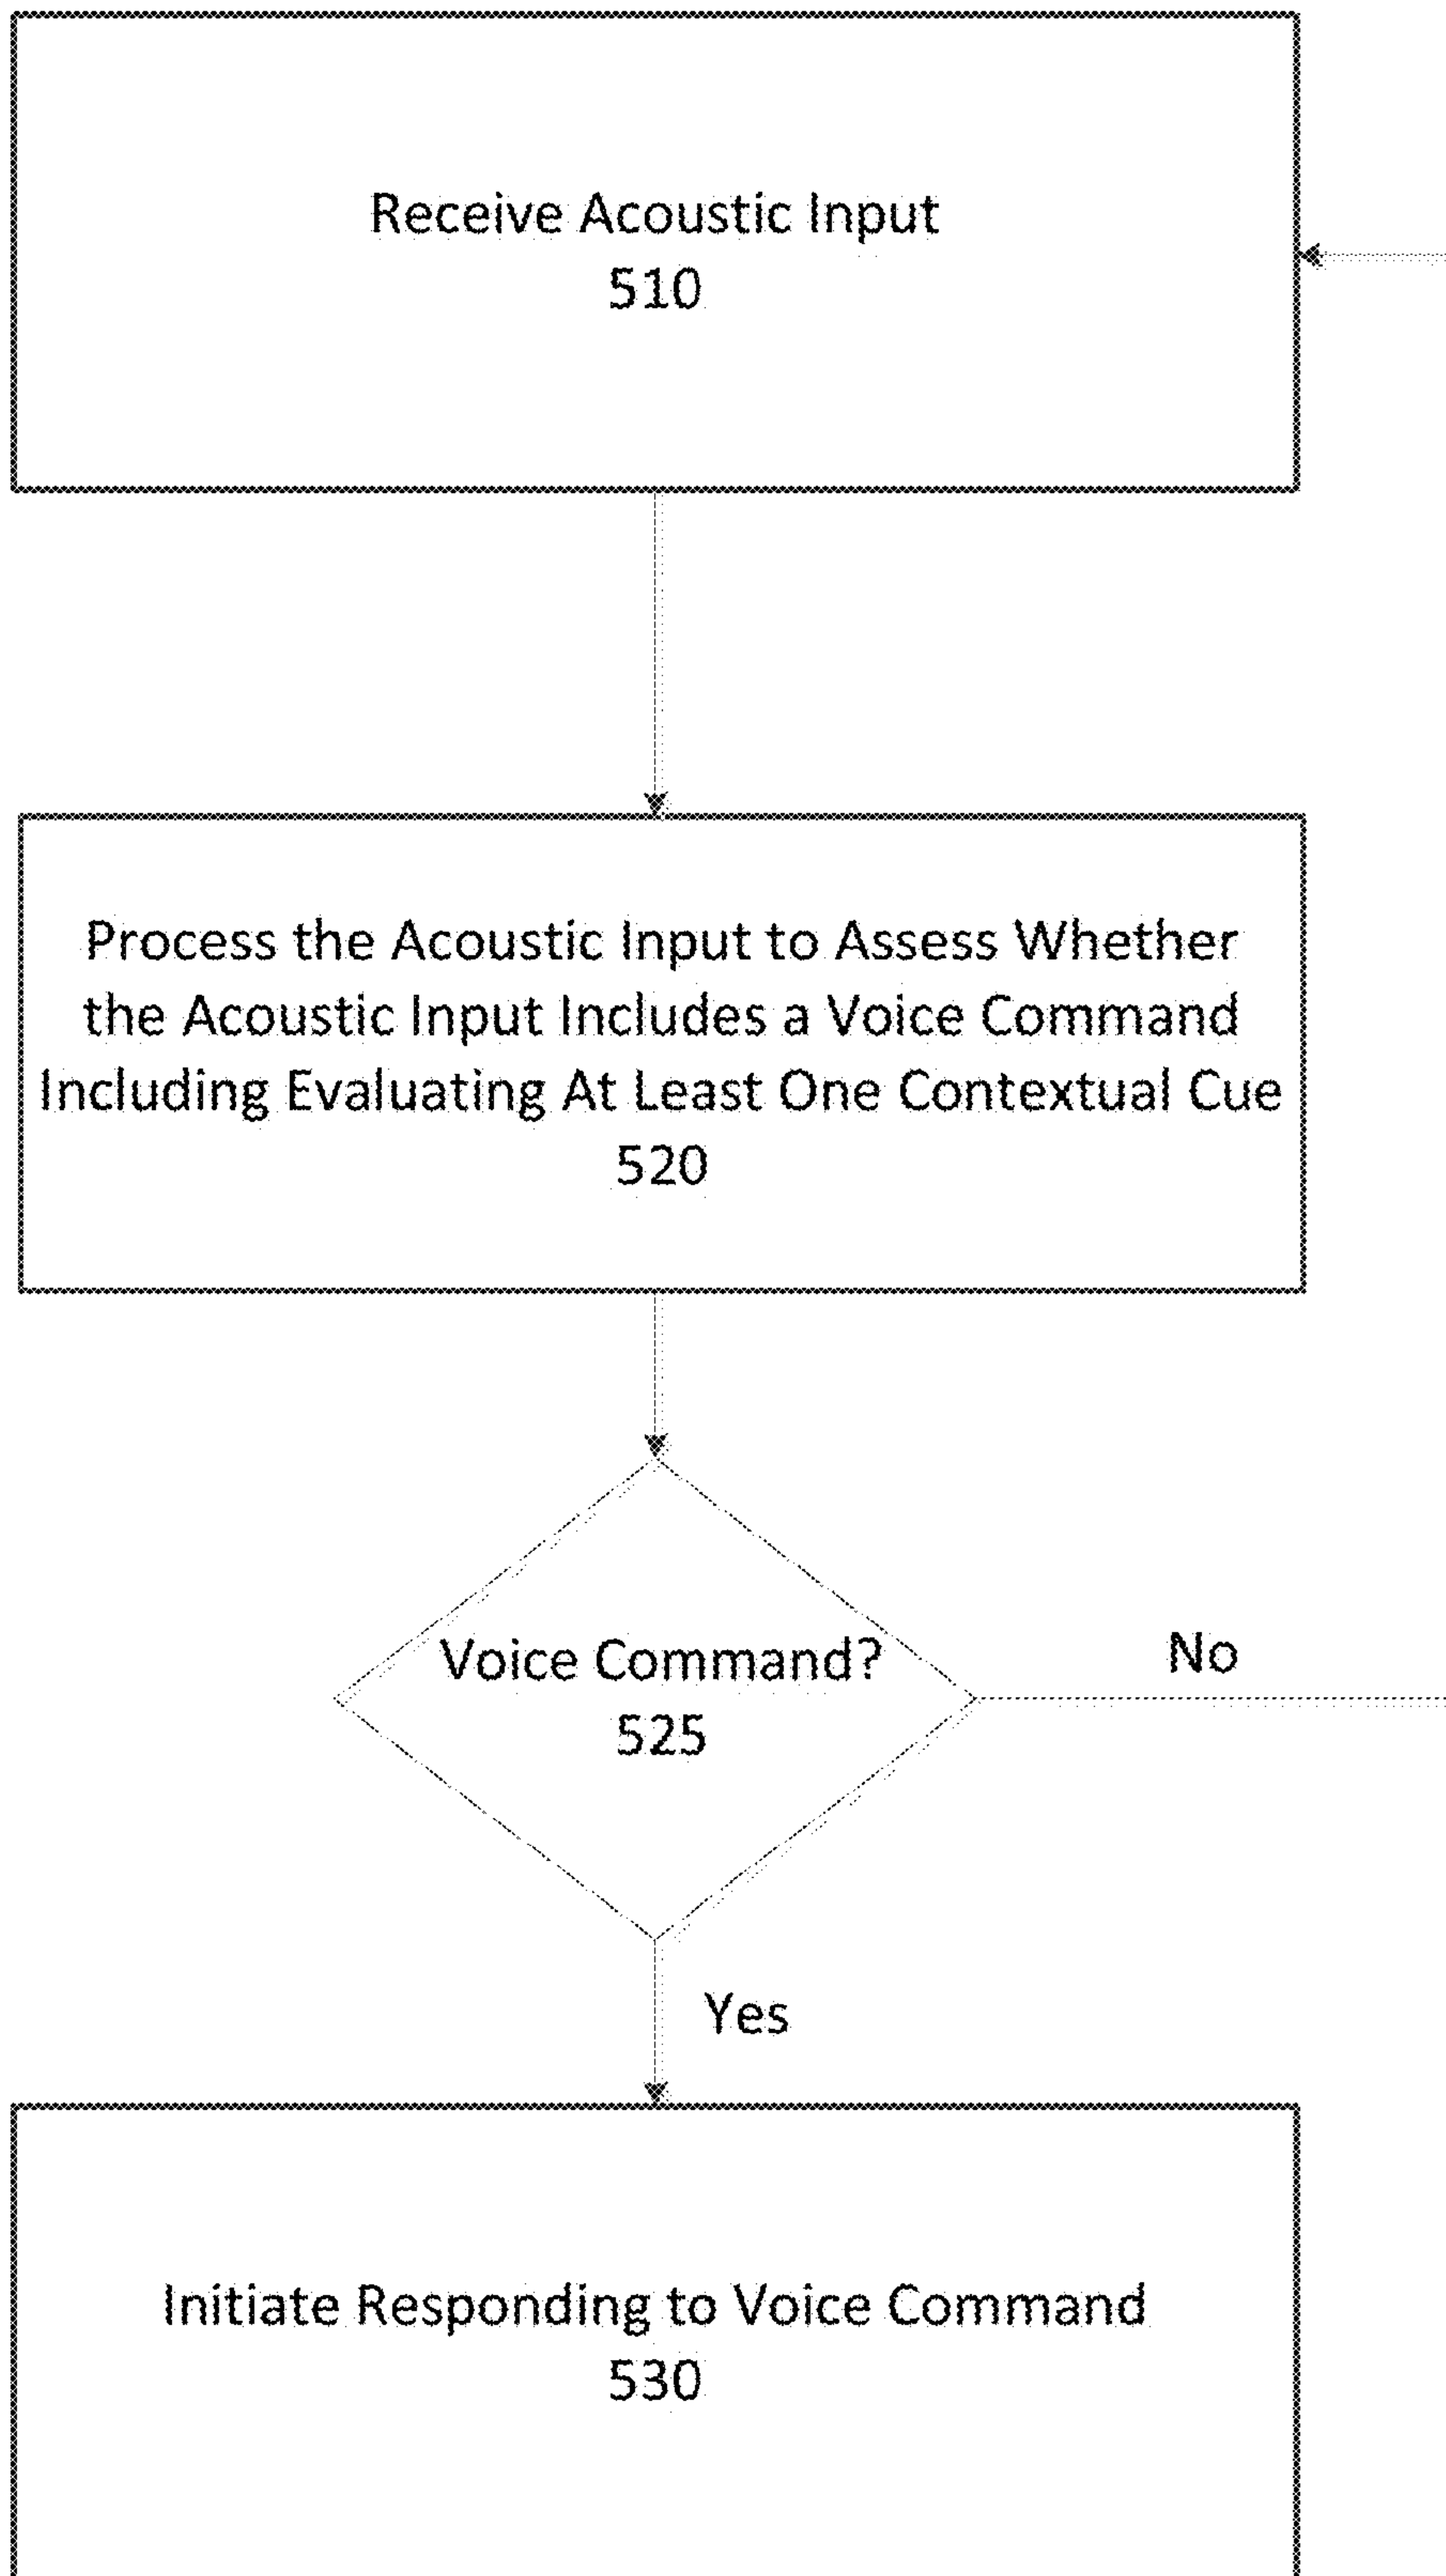 Receive Acoustic Input
510
Process the Acoustic Input to Assess Whether
the Acoustic Input Includes a Voice Command
Including Evaluating At Least One Contextual Cue
520
Voice Command?
525
No
Yes
Initiate Responding to Voice Command
530